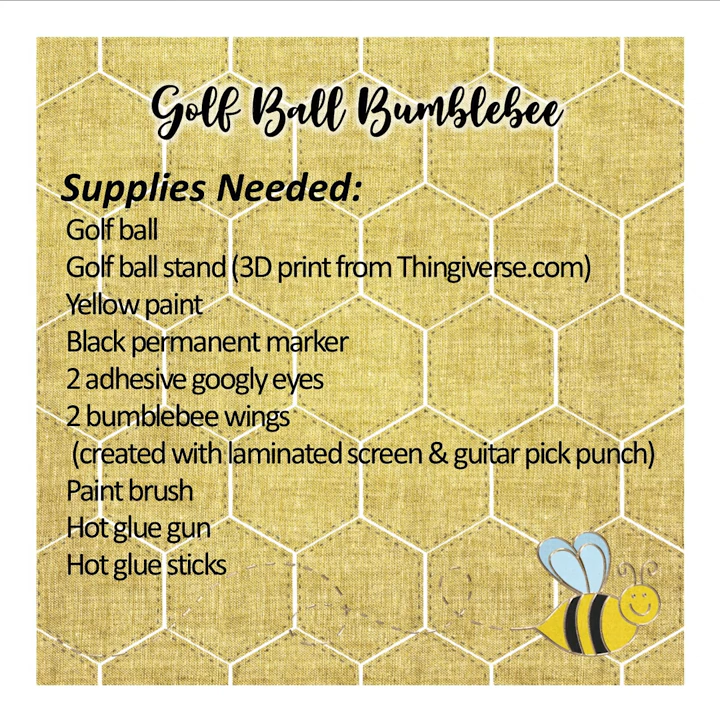 Golf Ball Bumblebee
Supplies Needed:
Golf ball
Golf ball stand (3D print from Thingiverse.com)
Yellow paint
Black permanent marker
2 adhesive googly eyes
2 bumblebee wings
(created with laminated screen & guitar pick punch)
Paint brush
Hot glue gun
Hot glue sticks